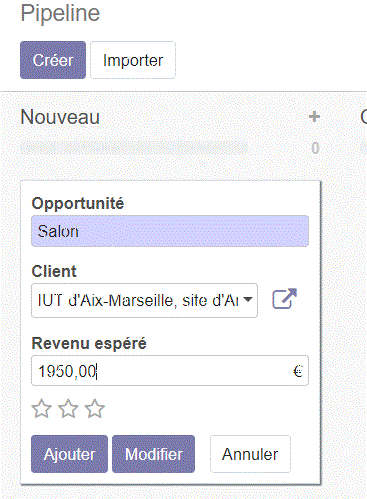 Pipeline
Créer Importer
Nouveau +
0
Opportunité
Salon
Client
IUT d'Aix-Marseille, site d'Ar
Revenu espéré
1950,00 €
Ajouter Modifier Annuler